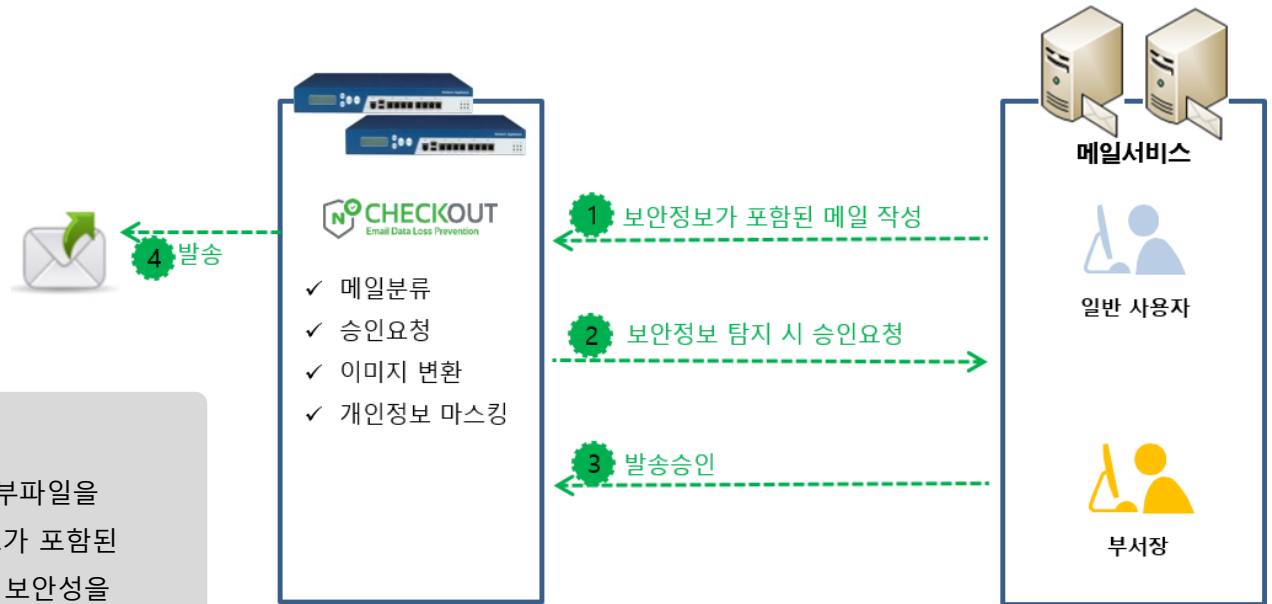 메일서비스
CHECKOUT
Email Data Loss Prevention
1 보안정보가 포함된 메일 작성
4 발송
✓ 메일분류
✓ 승인요청
✓ 이미지 변환
✓ 개인정보 마스킹
일반 사용자
2 보안정보 탐지 시 승인요청
3 발송승인
부서장
부파일을
가 포함된
보안성을